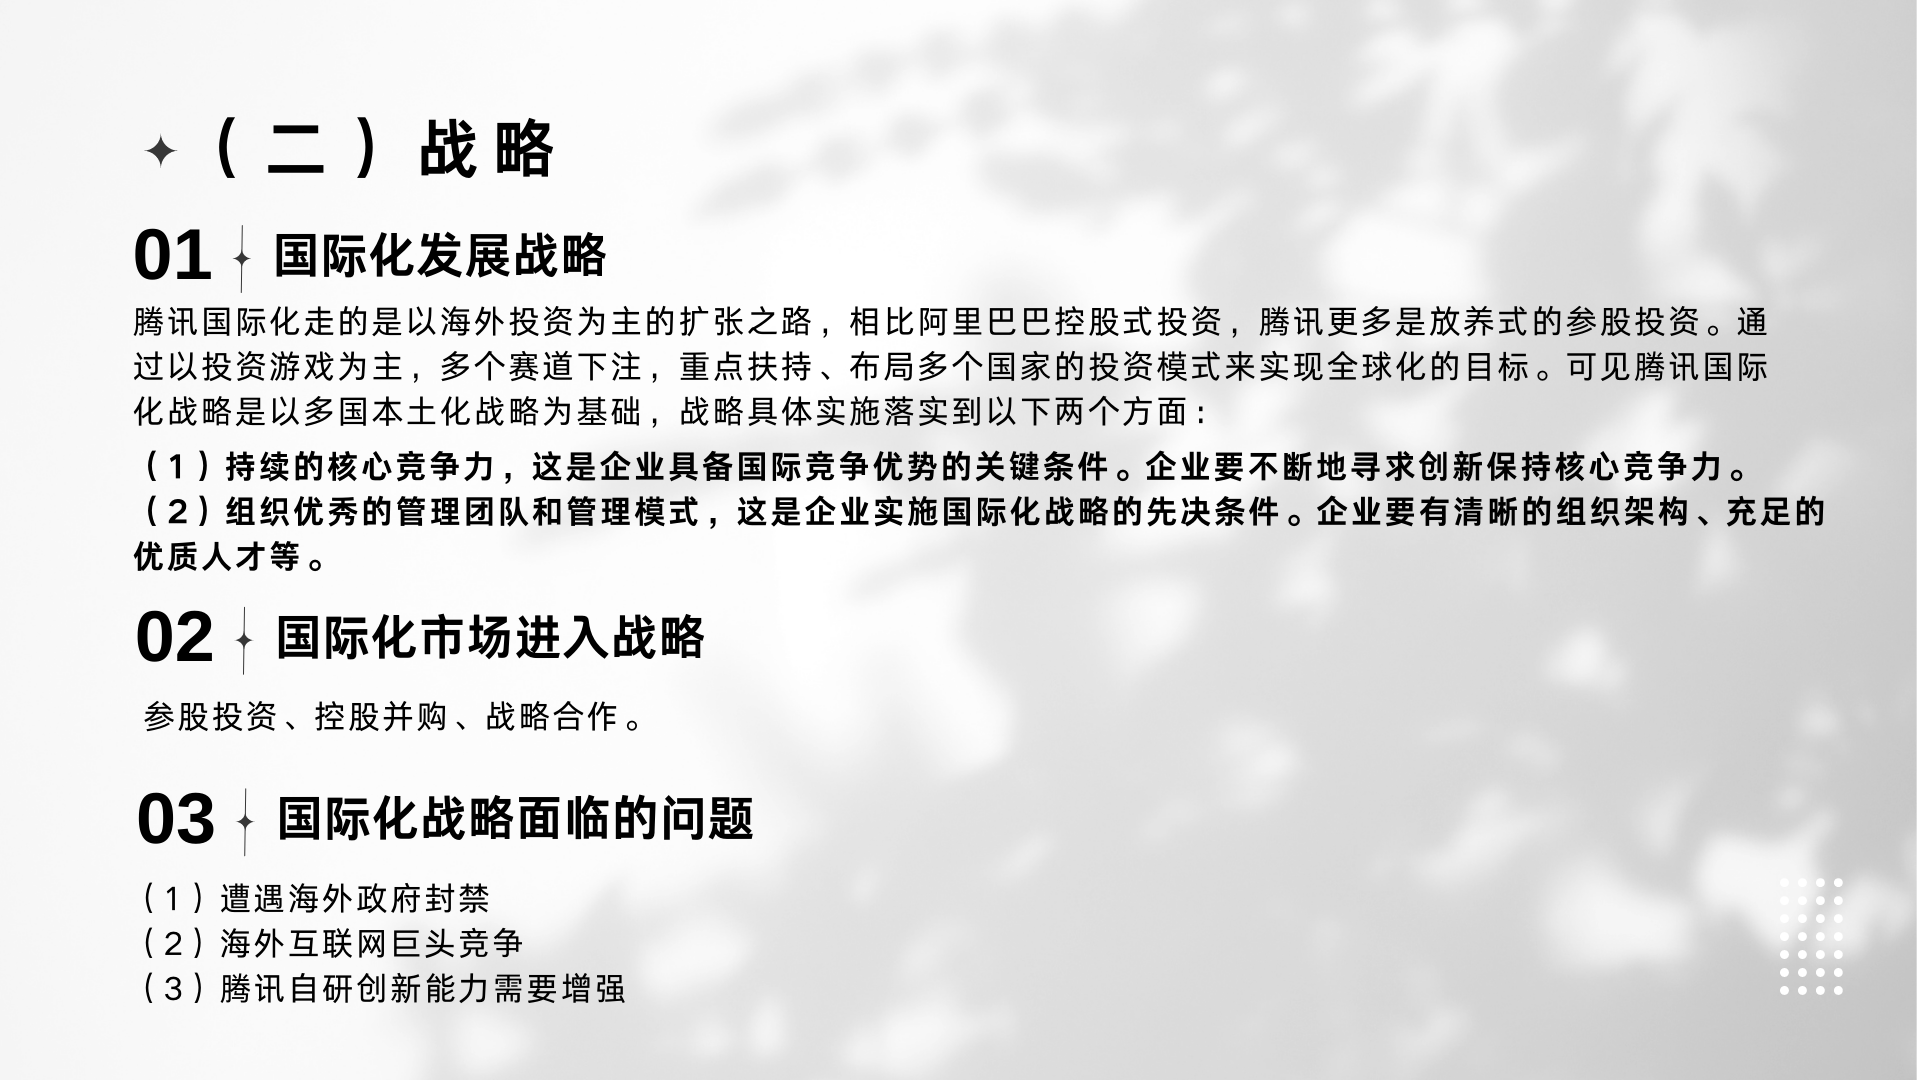 （二）战略
01 国际化发展战略
腾讯国际化走的是以海外投资为主的扩张之路，相比阿里巴巴控股式投资，腾讯更多是放养式的参股投资。通
过以投资游戏为主，多个赛道下注，重点扶持、布局多个国家的投资模式来实现全球化的目标。可见腾讯国际
化战略是以多国本土化战略为基础，战略具体实施落实到以下两个方面：
（1）持续的核心竞争力，这是企业具备国际竞争优势的关键条件。企业要不断地寻求创新保持核心竞争力。
（2）组织优秀的管理团队和管理模式，这是企业实施国际化战略的先决条件。企业要有清晰的组织架构、充足的
优质人才等。
02 国际化市场进入战略
参股投资、控股并购、战略合作。
03 国际化战略面临的问题
（1）遭遇海外政府封禁
（2）海外互联网巨头竞争
（3）腾讯自研创新能力需要增强